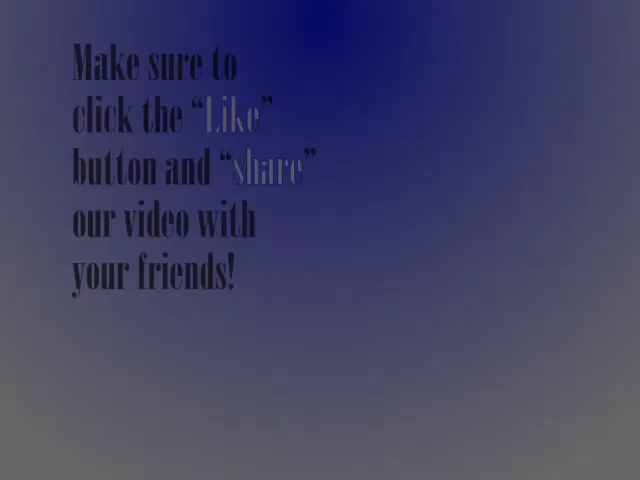 Make sure to
click the “Like”
button and “share”
our video with
your friends!